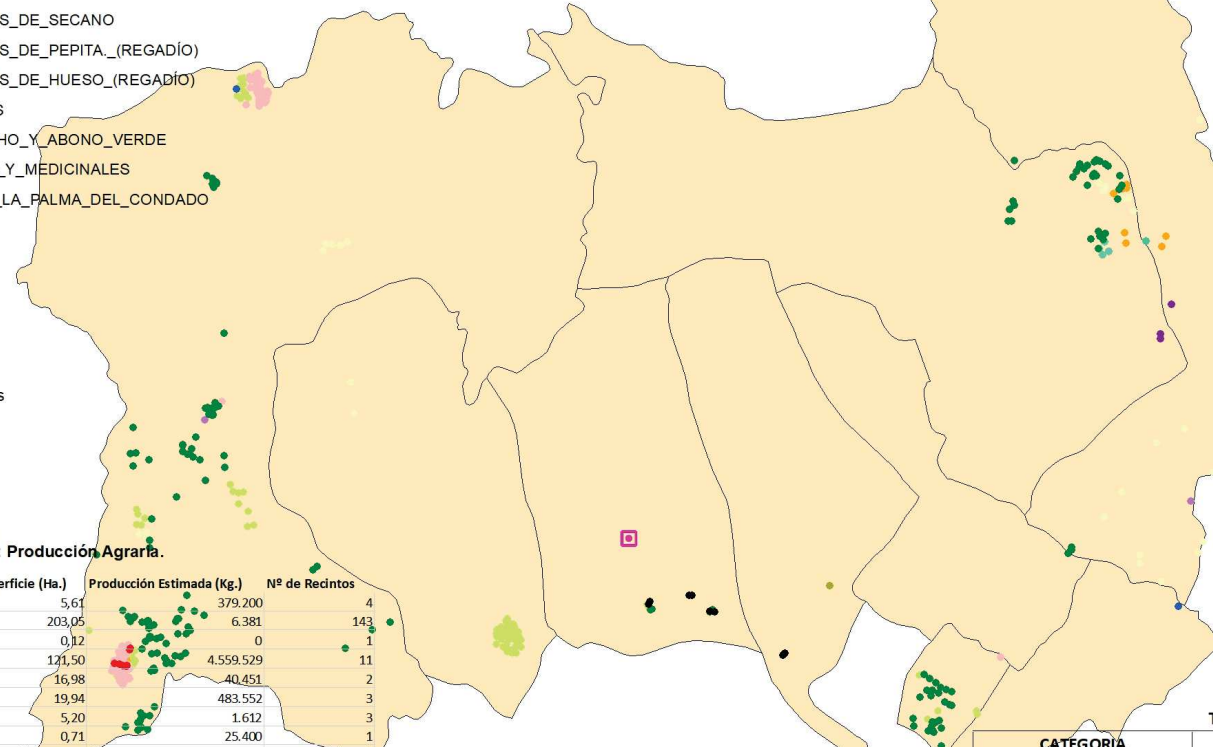 S_DE_SECANO
S_DE_PEPITA._(REGADÍO)
S_DE_HUESO_(REGADÍO)
S
HO_Y_ABONO_VERDE
_Y_MEDICINALES
_LA_PALMA_DEL_CONDADO
s
: Producción Agraria.
erficie (Ha.) Producción Estimada (Kg.) Nº de Recintos
5,61 379.200 4
203,05 6.381 143
0,12 0 1
121,50 4.559.529 11
16,98 40.451 2
19,94 483.552 3
5,20 1.612 3
0,71 25.400 1
T
CATEGORIA